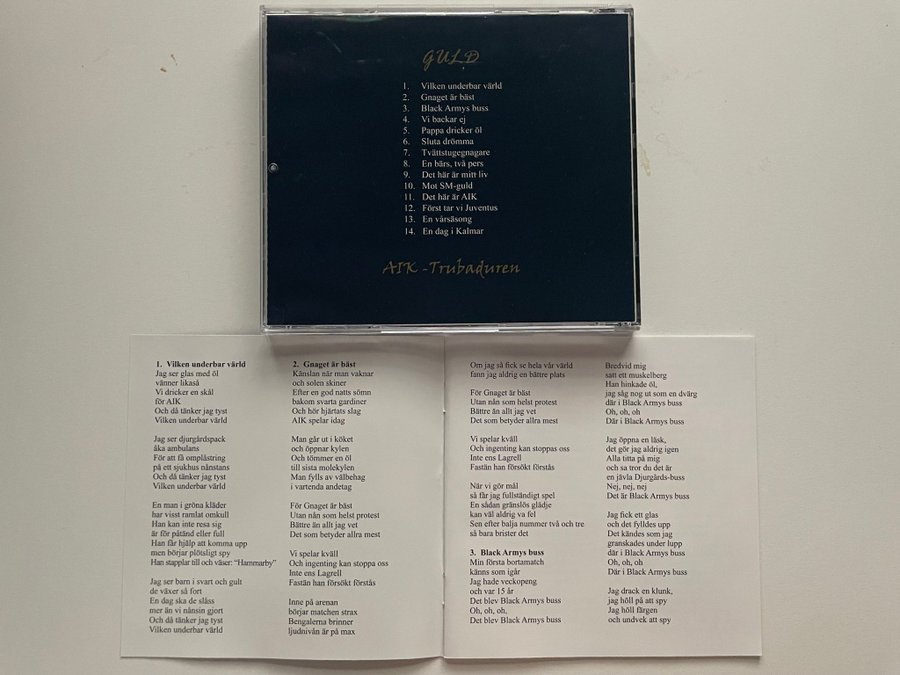 GULD
1. Vilken underbar värld
2. Gnaget är bäst
3. Black Armys buss
4. Vi backar ej
5. Pappa dricker öl
6. Sluta drömma
7. Tvättstugegnagare
8. En bärs, två pers
9. Det här är mitt liv
10. Mot SM-guld
11. Det här är AIK
12. Först tar vi Juventus
13. En vårsäsong
14. En dag i Kalmar
AIK-Trubaduren
1. Vilken underbar värld
Jag ser glas med öl
vänner likaså
Vi dricker en skål
för AIK
Och då tänker jag tyst
Vilken underbar värld
Jag ser djurgårdspack
åka ambulans
För att få omplåstring
på ett sjukhus nånstans
Och då tänker jag tyst
Vilken underbar värld
En man i gröna kläder
har visst ramlat omkull
Han kan inte resa sig
är för påtänd eller full
Han får hjälp att komma upp
men börjar plötsligt spy
Han stapplar till och väser: “Hammarby”
Jag ser barn i svart och gult
de växer så fort
En dag ska de slåss
mer än vi nånsin gjort
Och då tänker jag tyst
Vilken underbar värld
2. Gnaget är bäst
Känslan när man vaknar
och solen skiner
Efter en god natts sömn
bakom svarta gardiner
Och hör hjärtats slag
AIK spelar idag
Man går ut i köket
och öppnar kylen
Och tömmer en öl
till sista molekylen
Man fylls av välbehag
i vartenda andetag
För Gnaget är bäst
Utan nån som helst protest
Bättre än allt jag vet
Det som betyder allra mest
Vi spelar kväll
Och ingenting kan stoppas oss
Inte ens Lagrell
Fastän han försökt förstås
Inne på arenan
börjar matchen strax
Bengalerna brinner
ljudnivån är på max
Om jag så fick se hela vår värld
fann jag aldrig en bättre plats
För Gnaget är bäst
Utan nån som helst protest
Bättre än allt jag vet
Det som betyder allra mest
Vi spelar kväll
Och ingenting kan stoppas oss
Inte ens Lagrell
Fastän han försökt förstås
När vi gör mål
så får jag fullständigt spel
En sådan gränslös glädje
kan väl aldrig va fel
Sen efter balja nummer två och tre
så bara brister det
3. Black Armys buss
Min första bortamatch
känns som igår
Jag hade veckopeng
och var 15 år
Det blev Black Armys buss
Oh, oh, oh,
Det blev Black Armys buss
Bredvid mig
satt ett muskelberg
Han hinkade öl,
jag såg nog ut som en dvärg
där i Black Armys buss
Oh, oh, oh
Där i Black Armys buss
Jag öppna en läsk,
det gör jag aldrig igen
Alla titta på mig
och sa tror du det är
en jävla Djurgårds-buss
Nej, nej, nej
Det är Black Armys buss
Jag fick ett glas
och det fylldes upp
Det kändes som jag
granskades under lupp
där i Black Armys buss
Oh, oh, oh
Där i Black Armys buss
Jag drack en klunk,
jag höll på att spy
Jag höll färgen
och undvek att spy